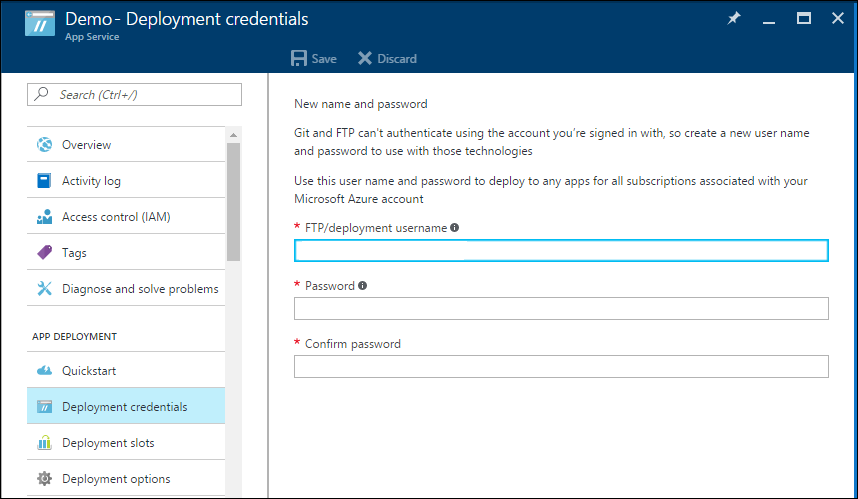 Demo - Deployment credentials
App Service
Save
Discard
Search (Ctrl+/)
Overview
Activity log
Access control (IAM)
Tags
Diagnose and solve problems
APP DEPLOYMENT
Quickstart
Deployment credentials
Deployment slots
Deployment options
New name and password
Git and FTP can't authenticate using the account you're signed in with, so create a new user name
and password to use with those technologies
Use this user name and password to deploy to any apps for all subscriptions associated with your
Microsoft Azure account
* FTP/deployment username
* Password
* Confirm password